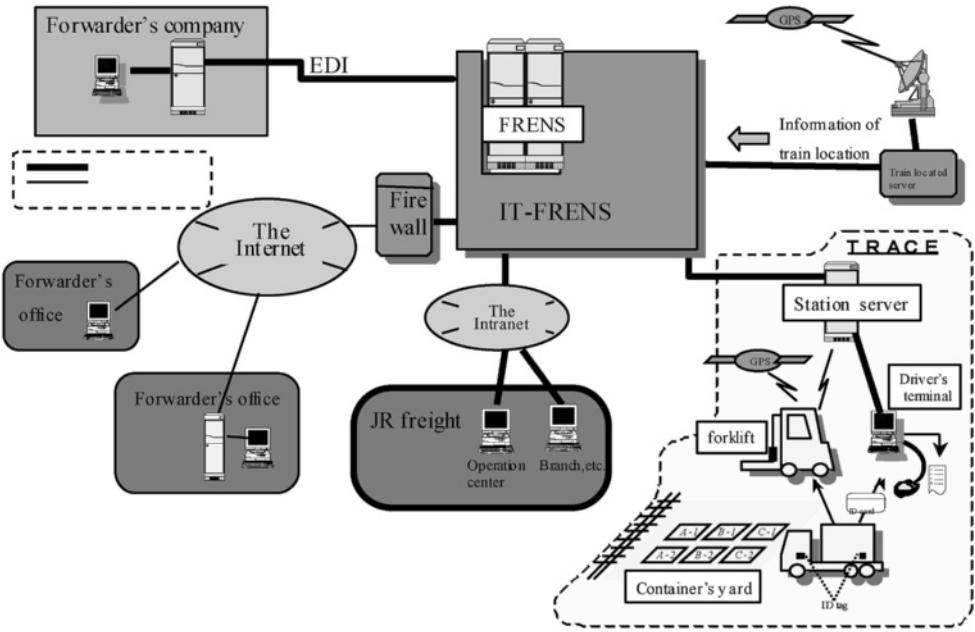 Forwarder's company
EDI
FRENS
IT-FRENS
GPS
Information of
train location
Train located
server
Fire
wall
The
Internet
Forwarder's
office
Forwarder's office
The
Intranet
JR freight
Operation
center
Branch,etc.
TRACE
Station server
GPS
Driver's
terminal
forklift
ID card
A-1 B-1 C-1
A-2 B-2 C-2
Container's yard
ID tag